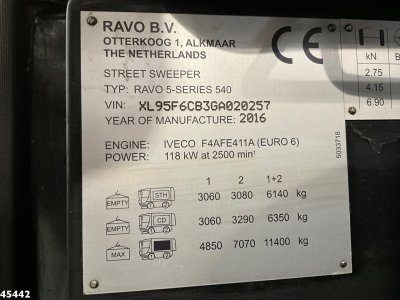 RAVO B.V.
OTTERKOOG 1, ALKMAAR
THE NETHERLANDS
CE
STREET SWEEPER
TYP: RAVO 5-SERIES 540
VIN: XL95F6CB3GA020257
YEAR OF MANUFACTURE: 2016
ENGINE: IVECO F4AFE411A (EURO 6)
POWER: 118 kW at 2500 min¹
1 2 1+2
EMPTY STH 3060 3080 6140 kg
EMPTY CD 3060 3290 6350 kg
MAX 4850 7070 11400 kg
5033718
H
kN B
2.75
4.15
6.90
45442